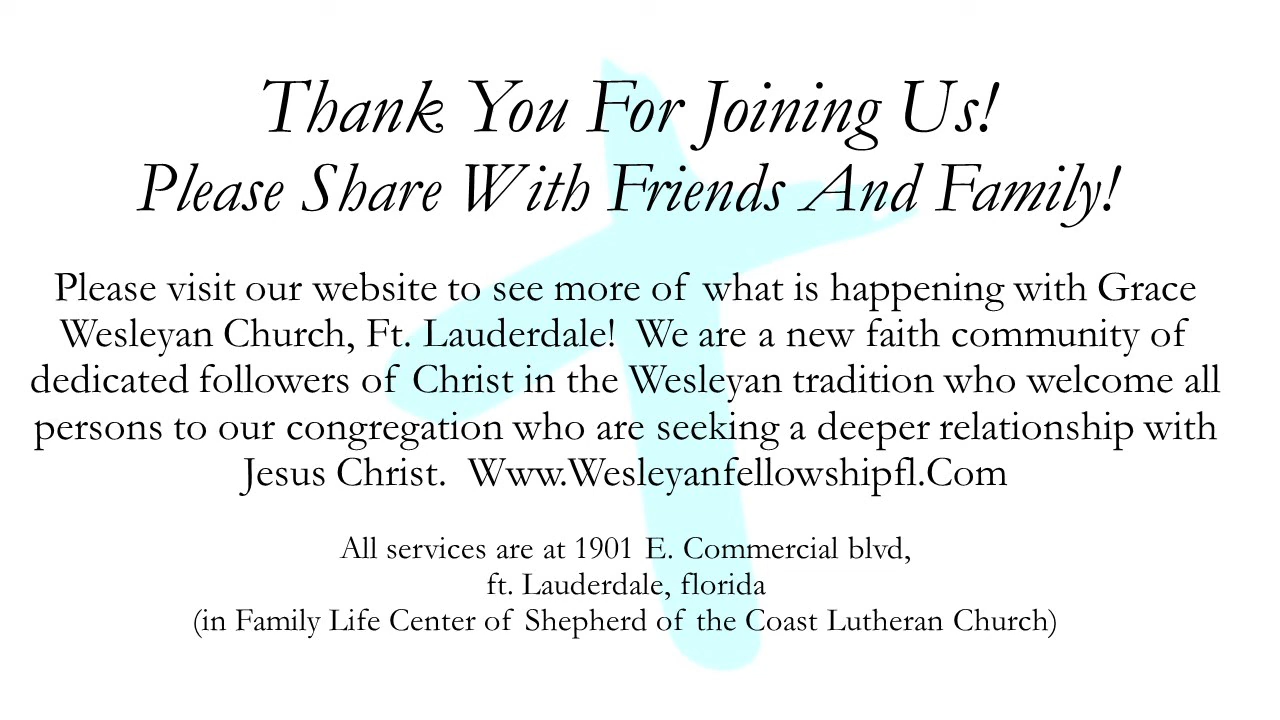 Thank You For Joining Us!
Please Share With Friends And Family!
Please visit our website to see more of what is happening with Grace
Wesleyan Church, Ft. Lauderdale!  We are a new faith community of
dedicated followers of Christ in the Wesleyan tradition who welcome all
persons to our congregation who are seeking a deeper relationship with
Jesus Christ.  Www.Wesleyanfellowshipfl.Com
All services are at 1901 E. Commercial blvd,
ft. Lauderdale, florida
(in Family Life Center of Shepherd of the Coast Lutheran Church)